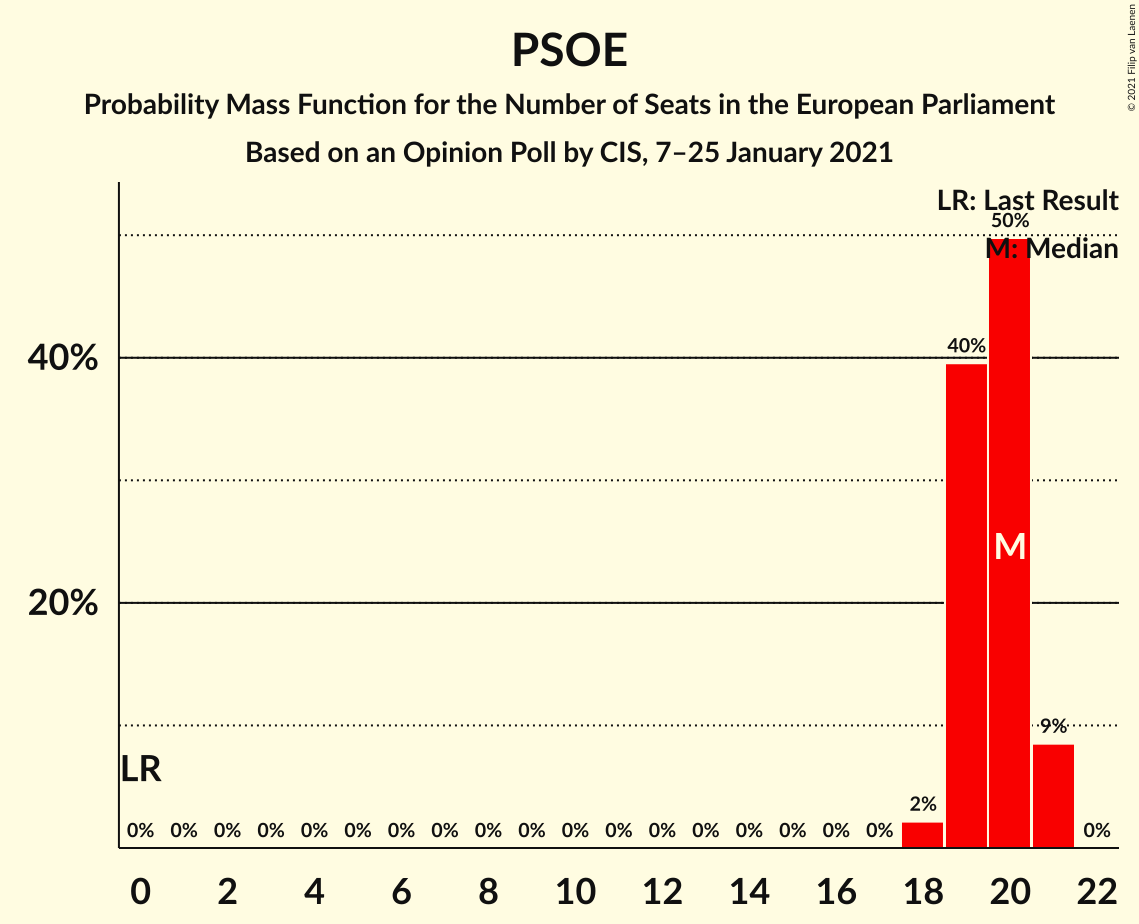 PSOE
Probability Mass Function for the Number of Seats in the European Parliament
Based on an Opinion Poll by CIS, 7–25 January 2021
© 2021 Filip van Laenen
LR: Last Result
M: Median
50%
40%
40%
M
20%
9%
LR
2%
0% 0% 0% 0% 0% 0% 0% 0% 0% 0% 0% 0% 0% 0% 0% 0% 0% 0% 0%
0 2 4 6 8 10 12 14 16 18 20 22